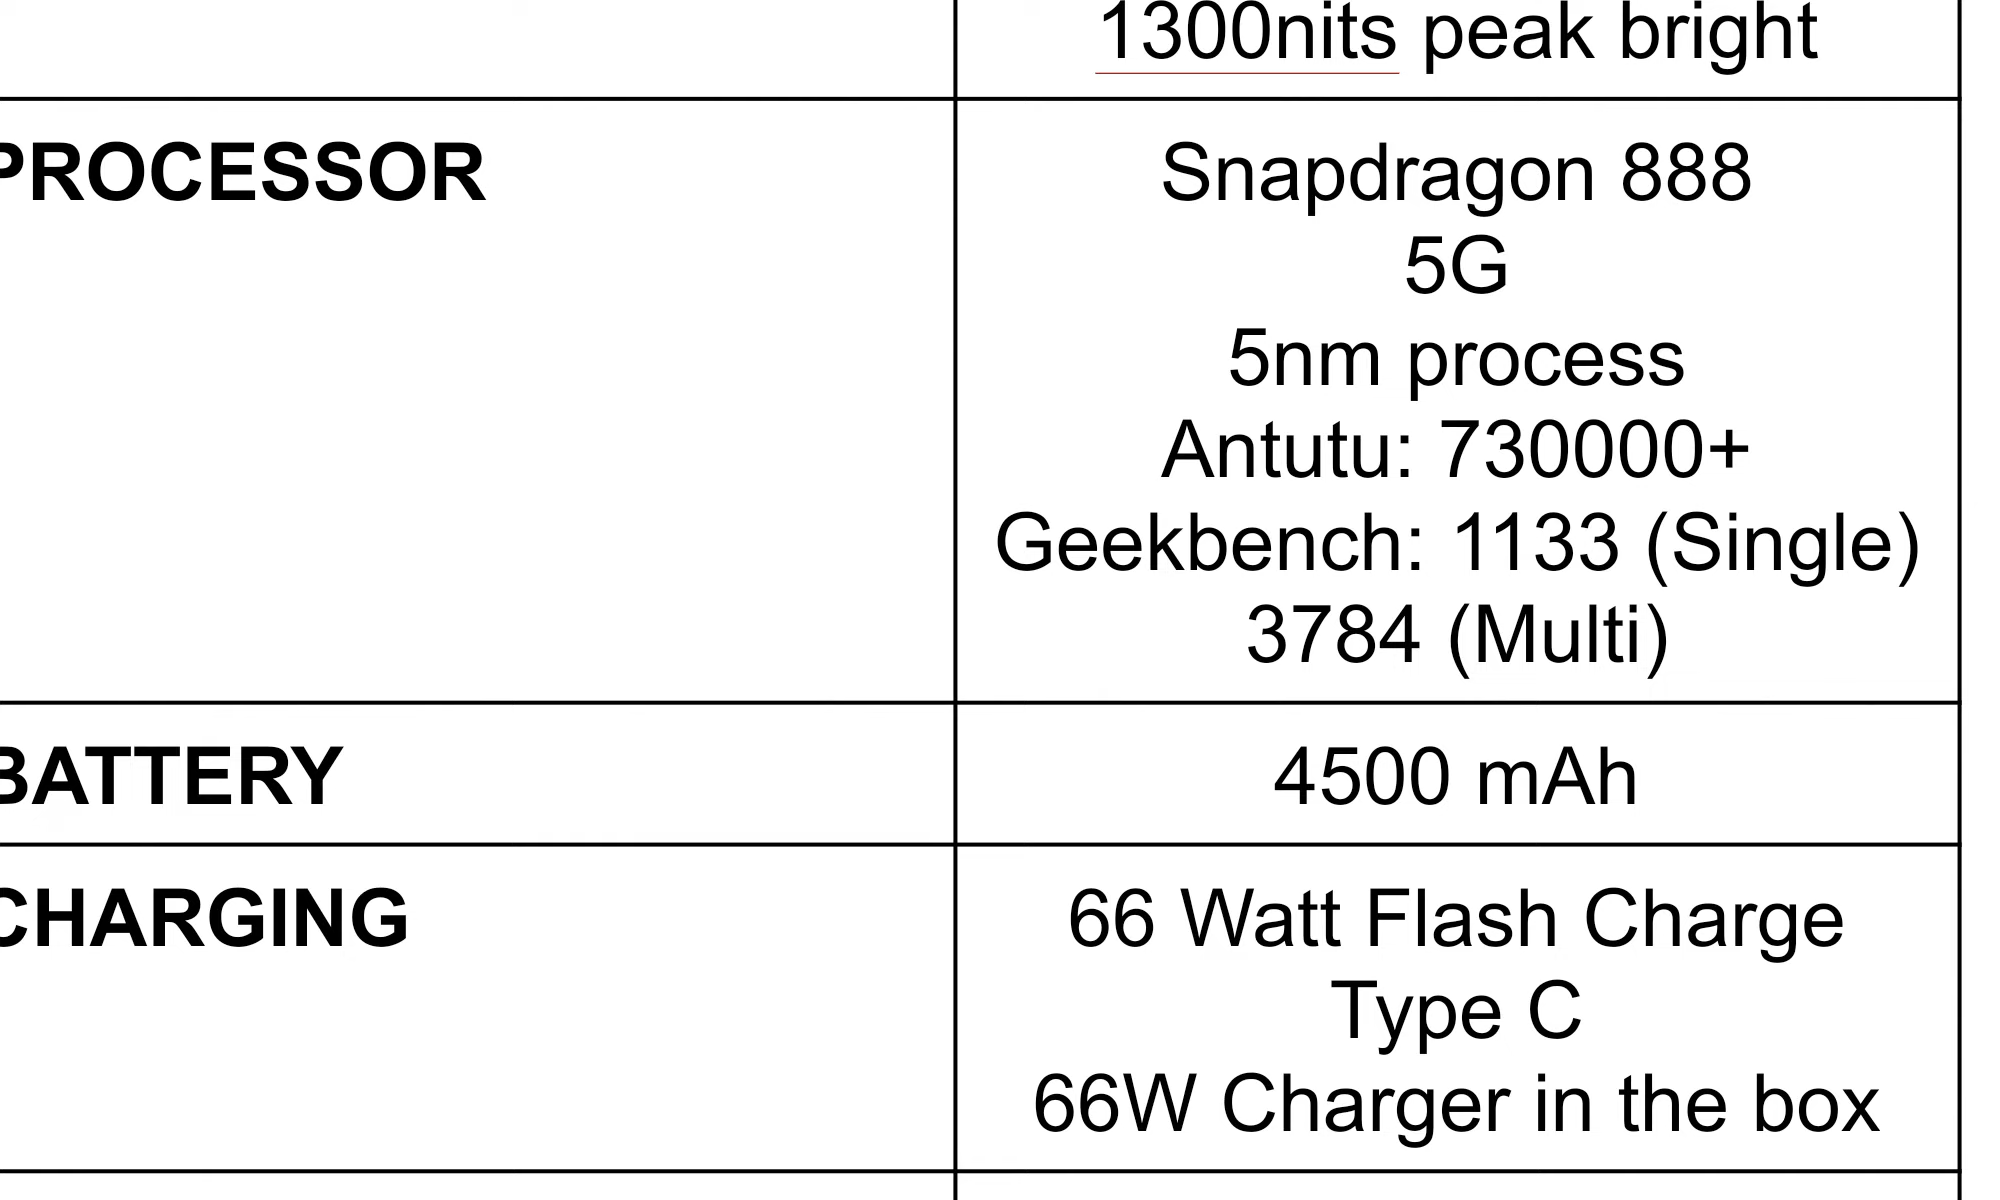 1300nits peak bright
PROCESSOR
Snapdragon 888
5G
5nm process
Antutu: 730000+
Geekbench: 1133 (Single)
3784 (Multi)
BATTERY
4500 mAh
CHARGING
66 Watt Flash Charge
Type C
66W Charger in the box